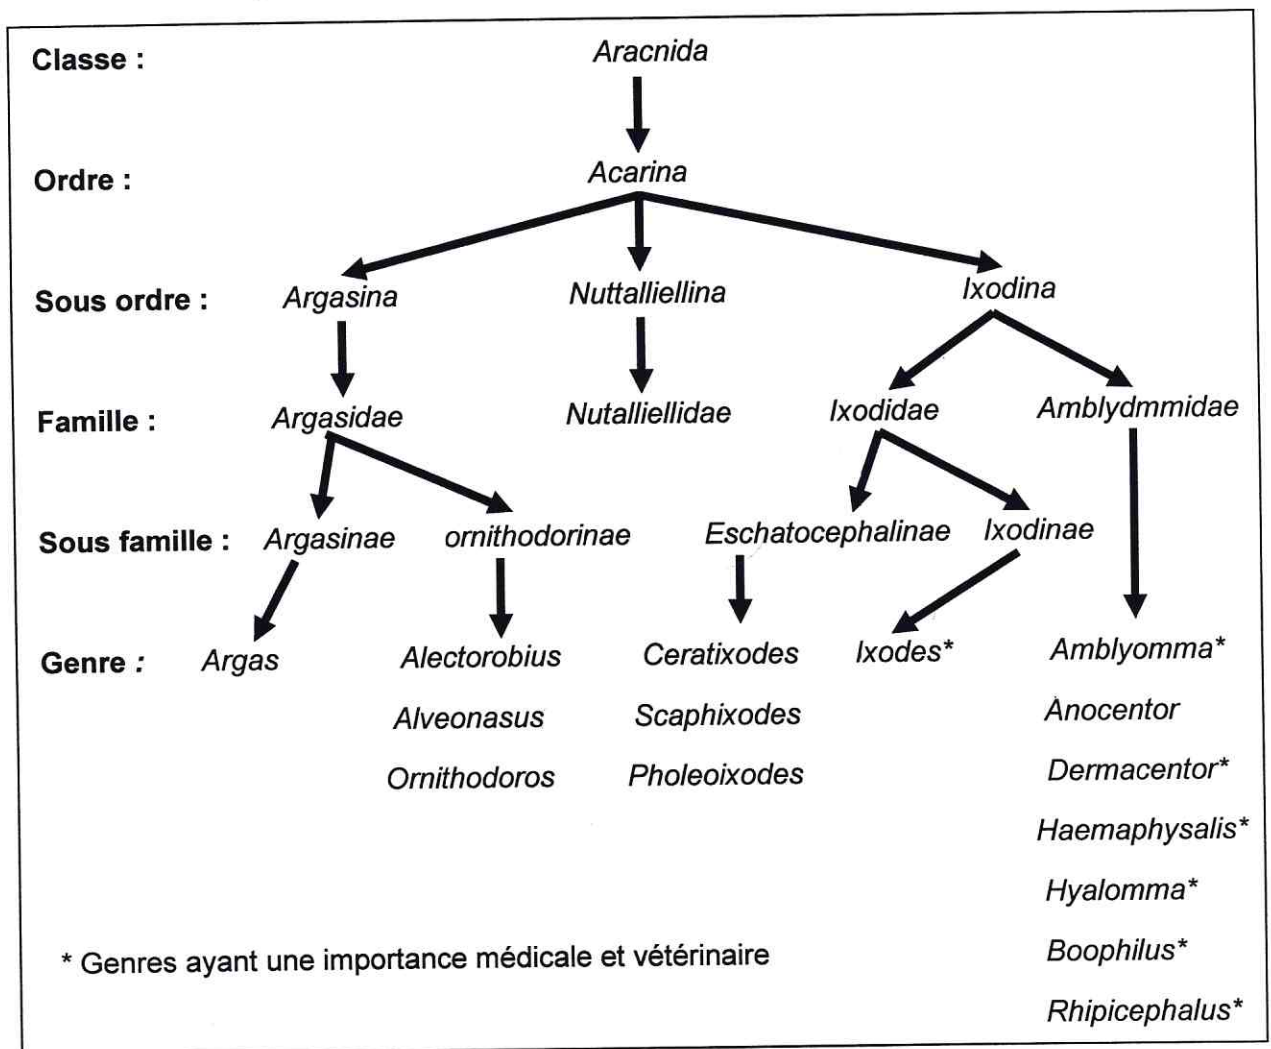 Classe : Aracnida
Ordre : Acarina
Sous ordre : Argasina Nuttalliellina Ixodina
Famille : Argasidae Nutalliellidae Ixodidae Amblydmmidae
Sous famille : Argasinae ornithodorinae Eschatocephalinae Ixodinae
Genre : Argas Alectorobius Ceratixodes Ixodes* Amblyomma*
Alveonasus Scaphixodes Anocentor
Ornithodoros Pholeoixodes Dermacentor*
Haemaphysalis*
Hyalomma*
* Genres ayant une importance médicale et vétérinaire Boophilus*
Rhipicephalus*